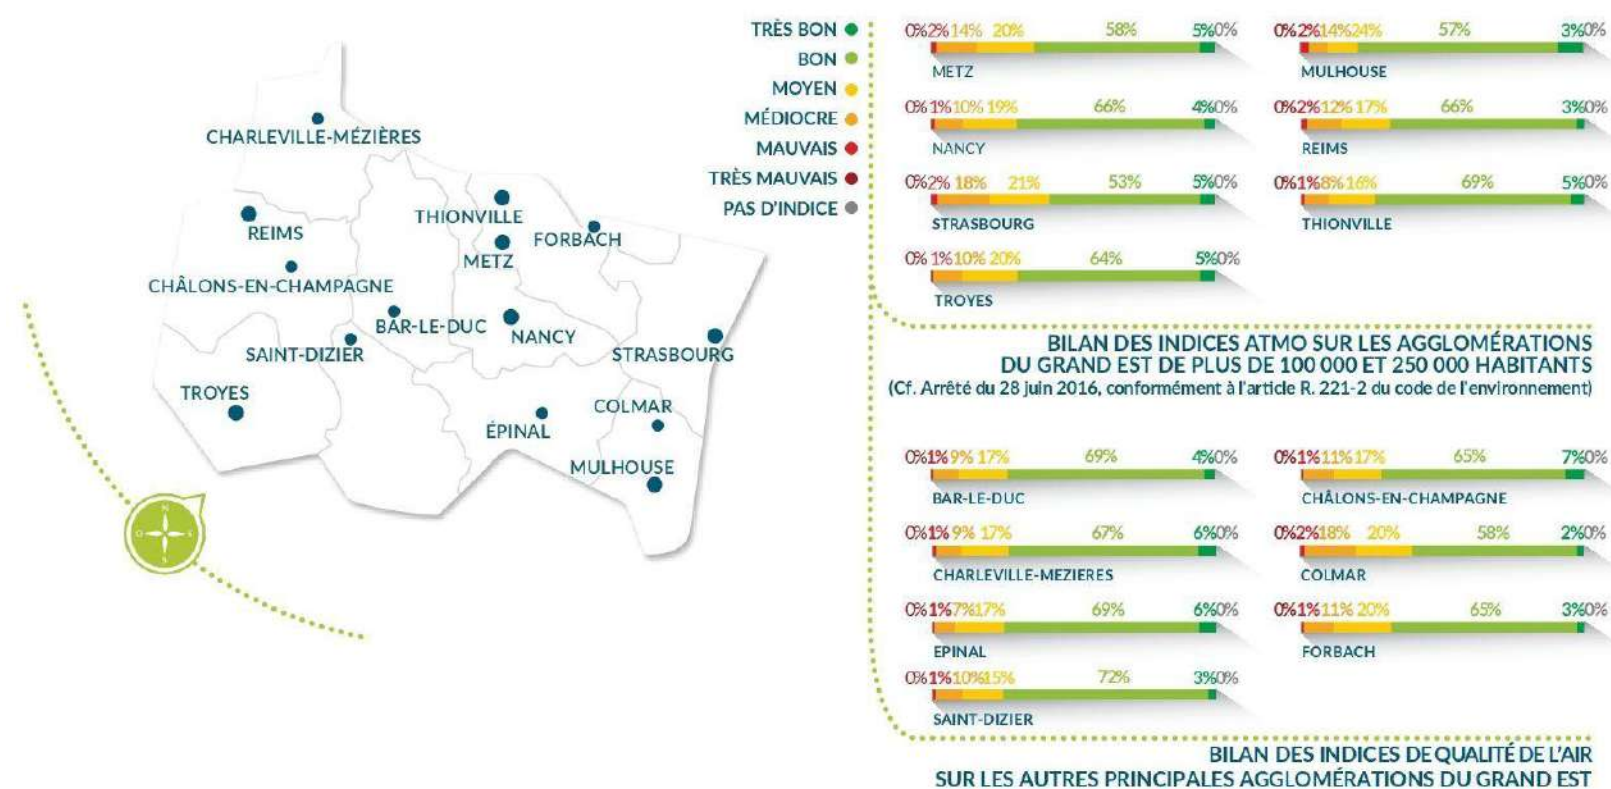 CHARLEVILLE-MÉZIÈRES
THIONVILLE
REIMS
FORBACH
METZ
CHÂLONS-EN-CHAMPAGNE
BAR-LE-DUC
NANCY
SAINT-DIZIER
STRASBOURG
TROYES
COLMAR
ÉPINAL
MULHOUSE
N
O E
S
TRÈS BON
BON
MOYEN
MÉDIOCRE
MAUVAIS
TRÈS MAUVAIS
PAS D'INDICE
0% 2% 14% 20% 58% 5% 0%
METZ
0% 2% 14% 24% 57% 3% 0%
MULHOUSE
0% 1% 10% 19% 66% 4% 0%
NANCY
0% 2% 12% 17% 66% 3% 0%
REIMS
0% 2% 18% 21% 53% 5% 0%
STRASBOURG
0% 1% 8% 16% 69% 5% 0%
THIONVILLE
0% 1% 10% 20% 64% 5% 0%
TROYES
BILAN DES INDICES ATMO SUR LES AGGLOMÉRATIONS
DU GRAND EST DE PLUS DE 100 000 ET 250 000 HABITANTS
(Cf. Arrêté du 28 juin 2016, conformément à l'article R. 221-2 du code de l'environnement)
0% 1% 9% 17% 69% 4% 0%
BAR-LE-DUC
0% 1% 11% 17% 65% 7% 0%
CHÂLONS-EN-CHAMPAGNE
0% 1% 9% 17% 67% 6% 0%
CHARLEVILLE-MEZIERES
0% 2% 18% 20% 58% 2% 0%
COLMAR
0% 1% 7% 17% 69% 6% 0%
EPINAL
0% 1% 11% 20% 65% 3% 0%
FORBACH
0% 1% 10% 15% 72% 3% 0%
SAINT-DIZIER
BILAN DES INDICES DE QUALITÉ DE L'AIR
SUR LES AUTRES PRINCIPALES AGGLOMÉRATIONS DU GRAND EST